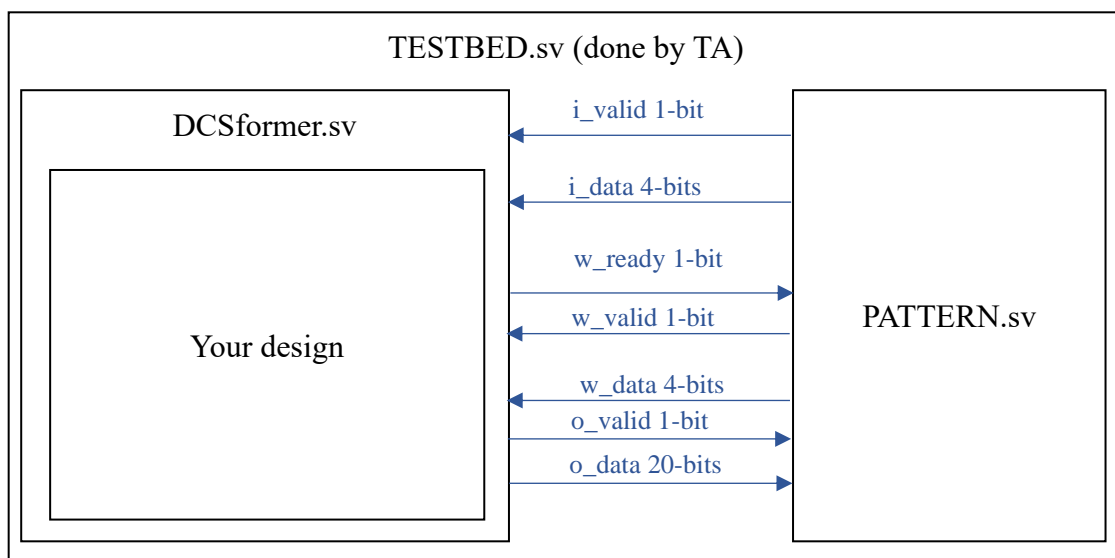 TESTBED.sv (done by TA)
DCSformer.sv
Your design
i_valid 1-bit
i_data 4-bits
w_ready 1-bit
w_valid 1-bit
w_data 4-bits
o_valid 1-bit
o_data 20-bits
PATTERN.sv